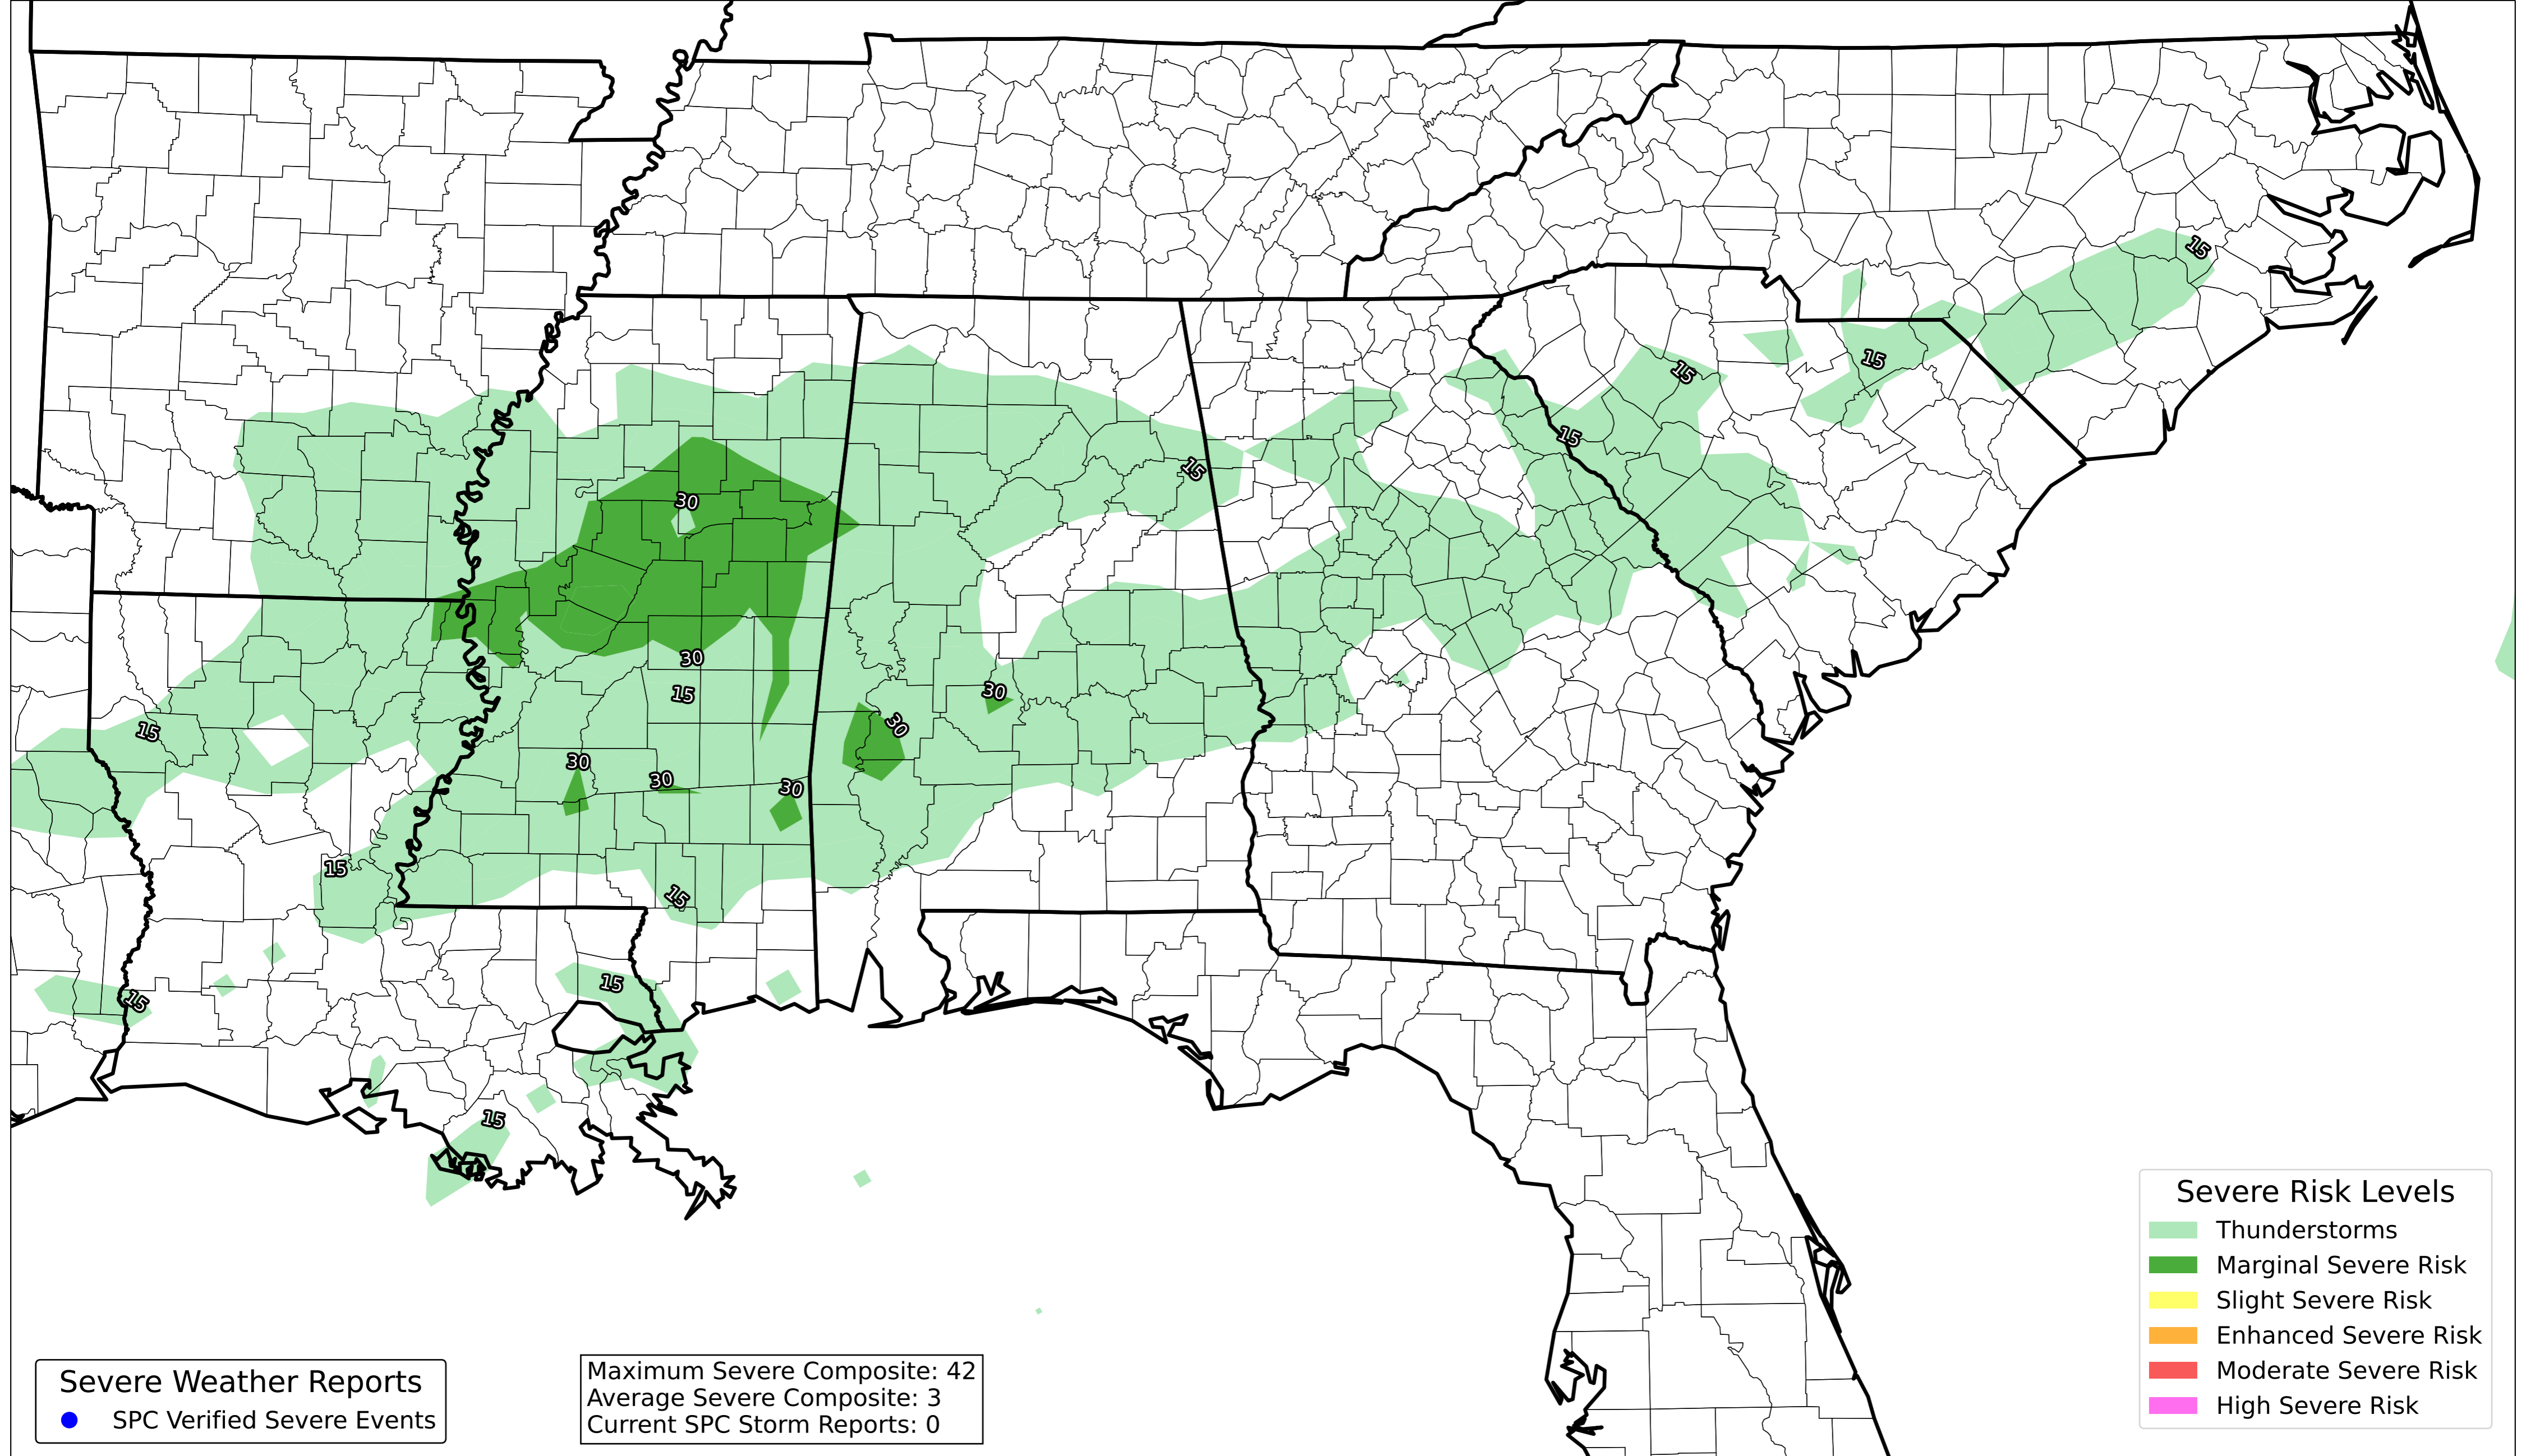 15
15
15
15
15
30
15
30
15
30
15
30
30
30
30
15
15
15
15
15
Severe Risk Levels
Thunderstorms
Marginal Severe Risk
Slight Severe Risk
Enhanced Severe Risk
Moderate Severe Risk
High Severe Risk
Severe Weather Reports
SPC Verified Severe Events
Maximum Severe Composite: 42
Average Severe Composite: 3
Current SPC Storm Reports: 0